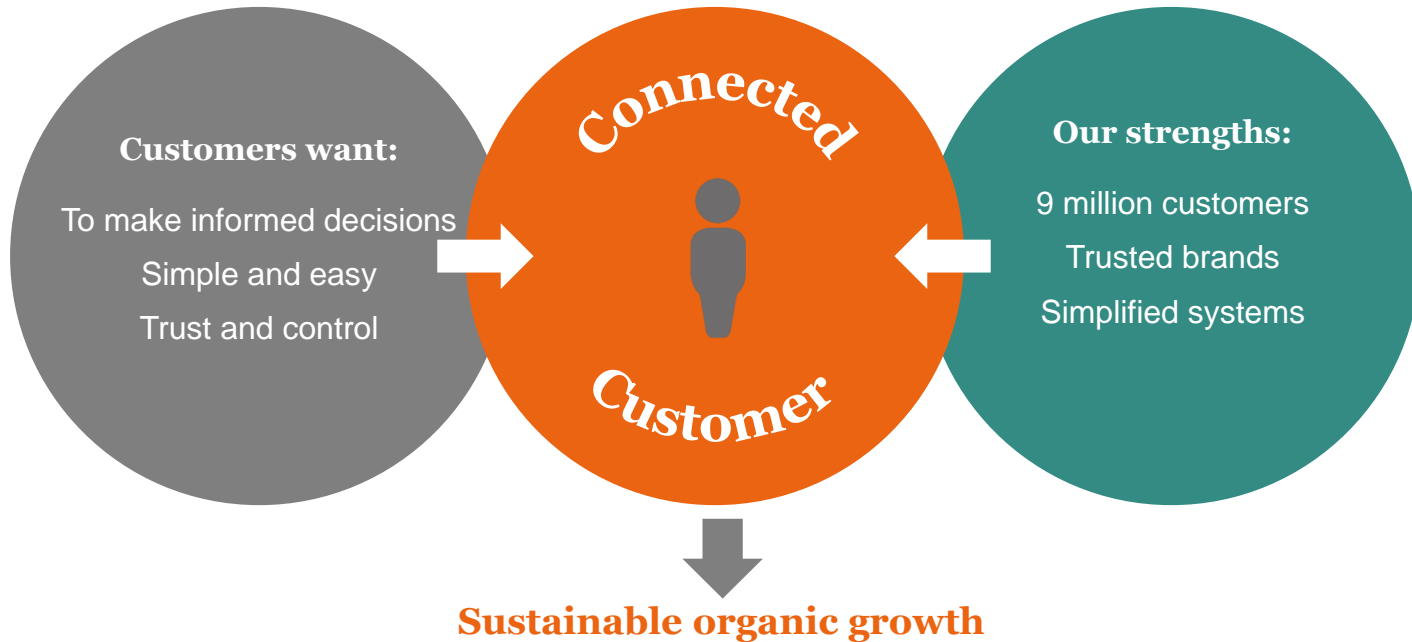 Customers want:
To make informed decisions
Simple and easy
Trust and control
Connected
Customer
Our strengths:
9 million customers
Trusted brands
Simplified systems
Sustainable organic growth